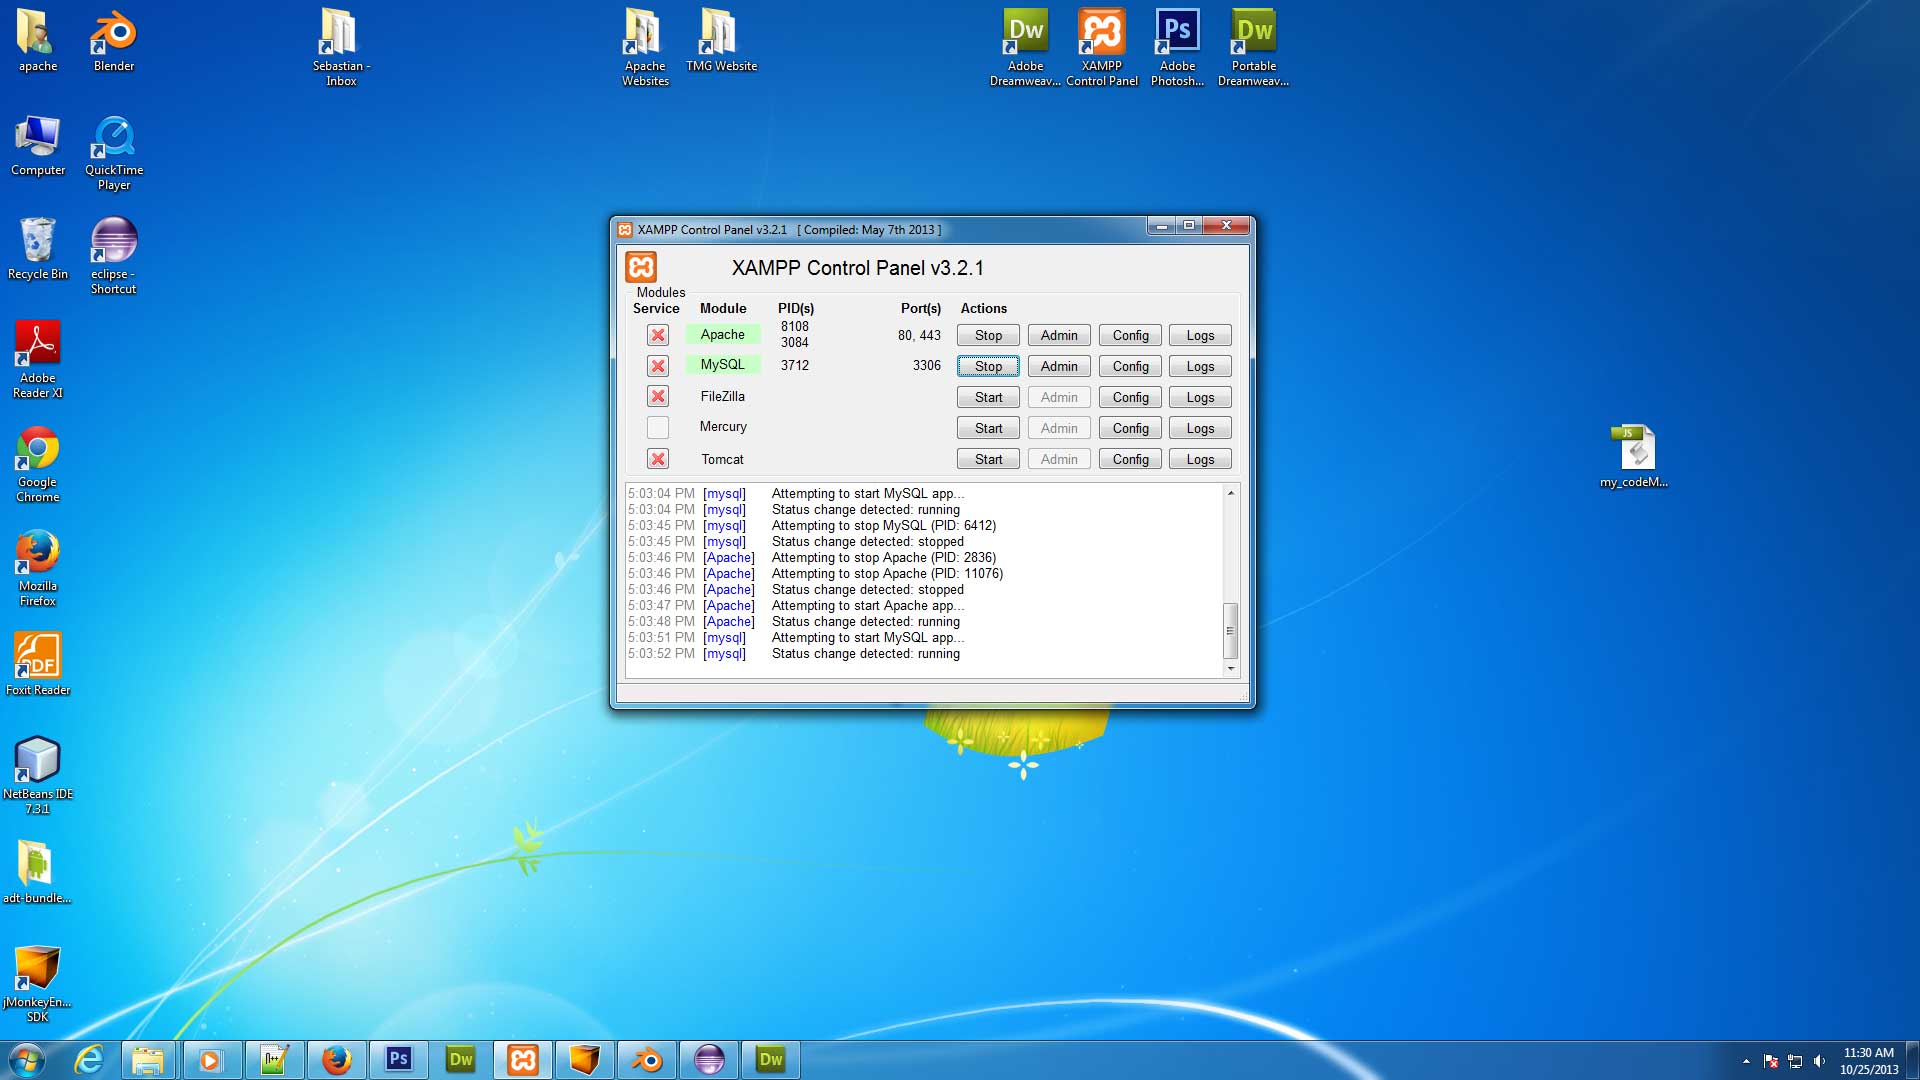 apache
Blender
Sebastian -
Inbox
Apache
Websites
TMG Website
Dw
Adobe
Dreamweav...
XAMPP
Control Panel
Ps
Adobe
Photosh...
Dw
Portable
Dreamweav...
Computer
QuickTime
Player
Recycle Bin
eclipse -
Shortcut
Adobe
Reader XI
Google
Chrome
Mozilla
Firefox
PDF
Foxit Reader
NetBeans IDE
7.3.1
adt-bundle...
jMonkeyEn...
SDK
JS
my_codeM...
XAMPP Control Panel v3.2.1 [ Compiled: May 7th 2013 ]
XAMPP Control Panel v3.2.1
Modules
Service Module PID(s) Port(s) Actions
Apache 8108
3084 80, 443 Stop Admin Config Logs
MySQL 3712 3306 Stop Admin Config Logs
FileZilla Start Admin Config Logs
Mercury Start Admin Config Logs
Tomcat Start Admin Config Logs
5:03:04 PM [mysql] Attempting to start MySQL app...
5:03:04 PM [mysql] Status change detected: running
5:03:45 PM [mysql] Attempting to stop MySQL (PID: 6412)
5:03:45 PM [mysql] Status change detected: stopped
5:03:46 PM [Apache] Attempting to stop Apache (PID: 2836)
5:03:46 PM [Apache] Attempting to stop Apache (PID: 11076)
5:03:46 PM [Apache] Status change detected: stopped
5:03:47 PM [Apache] Attempting to start Apache app...
5:03:48 PM [Apache] Status change detected: running
5:03:51 PM [mysql] Attempting to start MySQL app...
5:03:52 PM [mysql] Status change detected: running
Ps
Dw
Dw
11:30 AM
10/25/2013